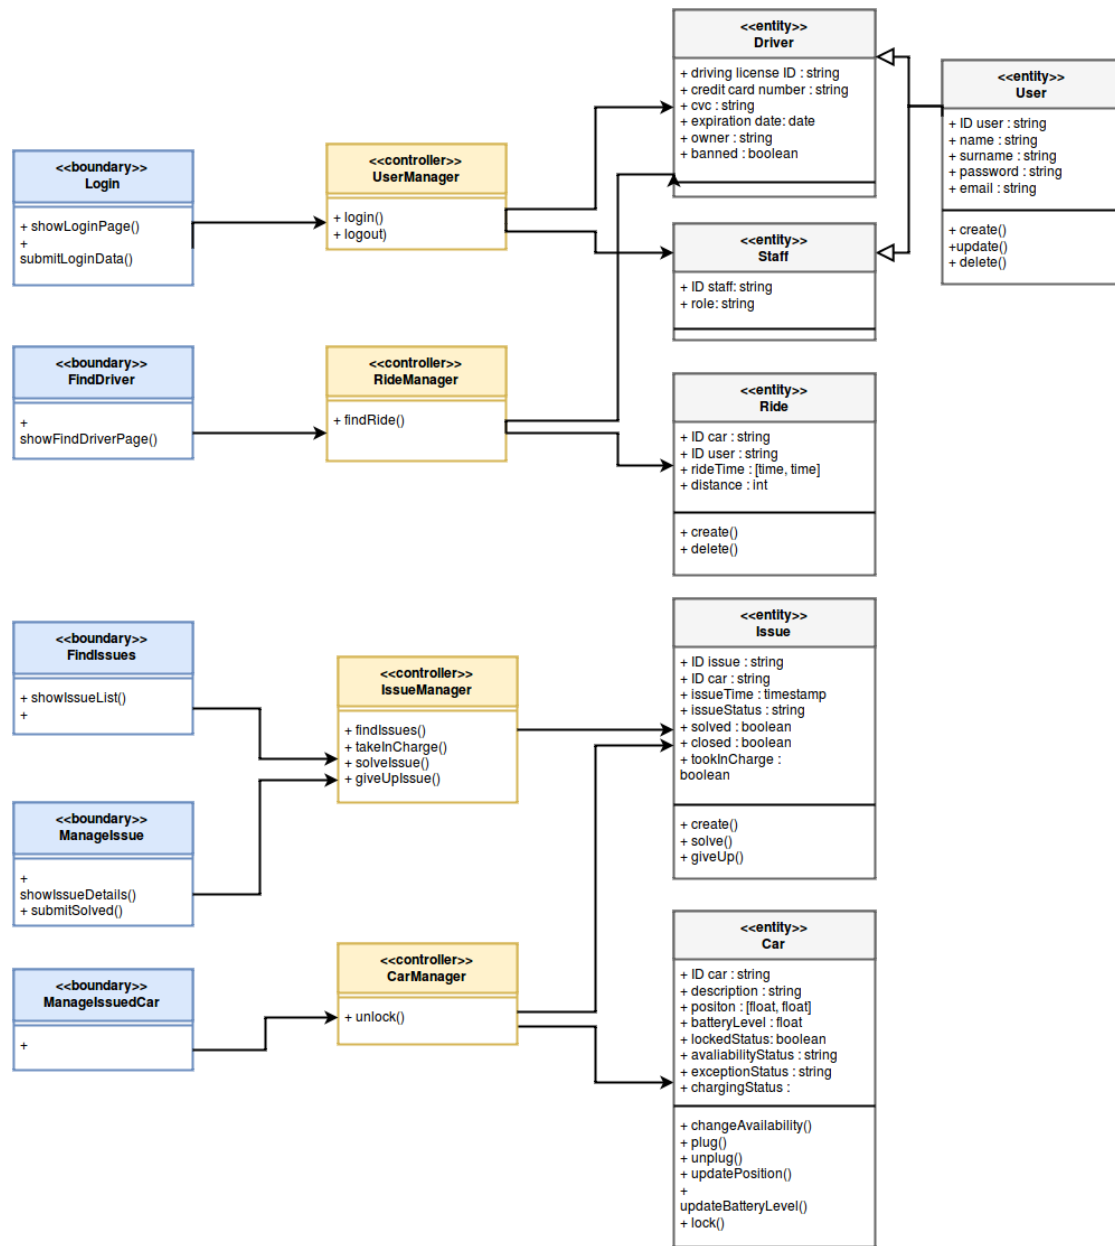 <<entity>>
Driver
+ driving license ID : string
+ credit card number : string
+ cvc : string
+ expiration date: date
+ owner : string
+ banned : boolean
<<entity>>
User
+ ID user : string
+ name : string
+ surname : string
+ password : string
+ email : string
+ create()
+update()
+ delete()
<<boundary>>
Login
+ showLoginPage()
+
submitLoginData()
<<controller>>
UserManager
+ login()
+ logout)
<<entity>>
Staff
+ ID staff: string
+ role: string
<<boundary>>
FindDriver
+
showFindDriverPage()
<<controller>>
RideManager
+ findRide()
<<entity>>
Ride
+ ID car : string
+ ID user : string
+ rideTime : [time, time]
+ distance : int
+ create()
+ delete()
<<boundary>>
FindIssues
+ showIssueList()
+
<<controller>>
IssueManager
+ findIssues()
+ takeInCharge()
+ solveIssue()
+ giveUpIssue()
<<entity>>
Issue
+ ID issue : string
+ ID car : string
+ issueTime : timestamp
+ issueStatus : string
+ solved : boolean
+ closed : boolean
+ tookInCharge :
boolean
+ create()
+ solve()
+ giveUp()
<<boundary>>
ManageIssue
+
showIssueDetails()
+ submitSolved()
<<boundary>>
ManageIssuedCar
+
<<controller>>
CarManager
+ unlock()
<<entity>>
Car
+ ID car : string
+ description : string
+ positon : [float, float]
+ batteryLevel : float
+ lockedStatus: boolean
+ avaliabilityStatus : string
+ exceptionStatus : string
+ chargingStatus :
+ changeAvailability()
+ plug()
+ unplug()
+ updatePosition()
+
updateBatteryLevel()
+ lock()